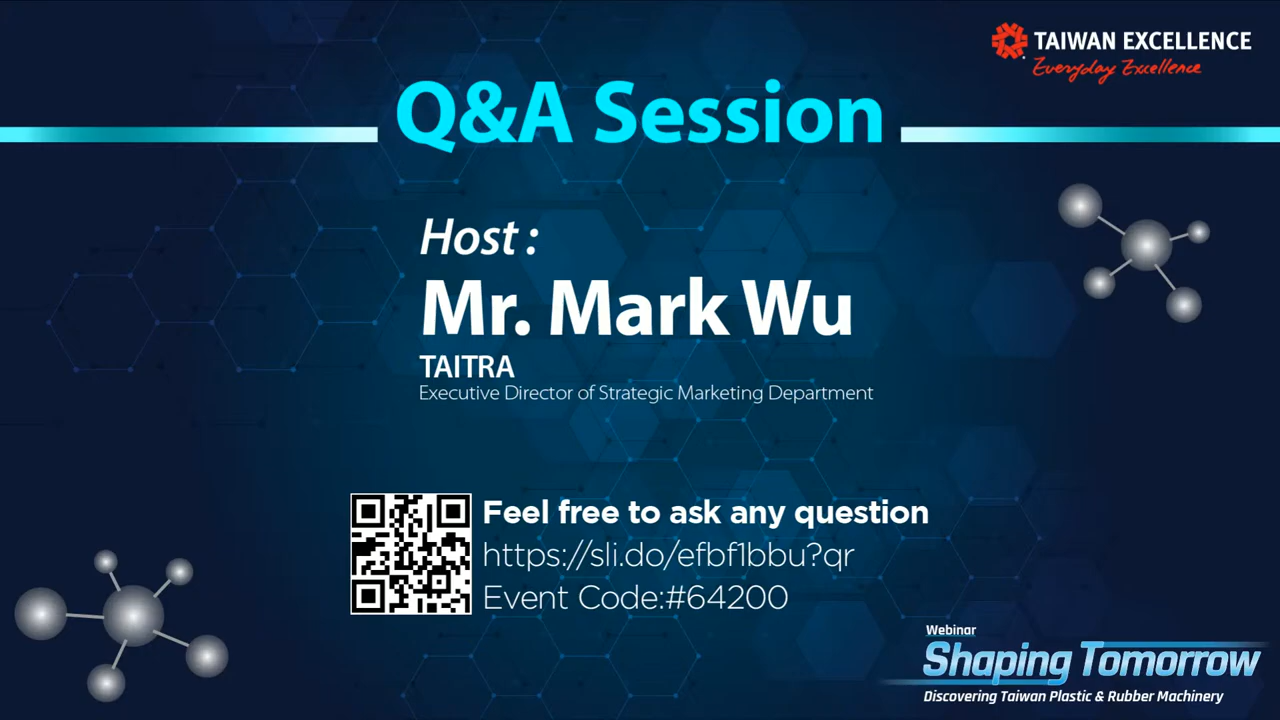 TAIWAN EXCELLENCE
Everyday Excellence
Q&A Session
Host :
Mr. Mark Wu
TAITRA
Executive Director of Strategic Marketing Department
Feel free to ask any question
https://sli.do/efbf1bbu?qr
Event Code:#64200
Webinar
Shaping Tomorrow
Discovering Taiwan Plastic & Rubber Machinery